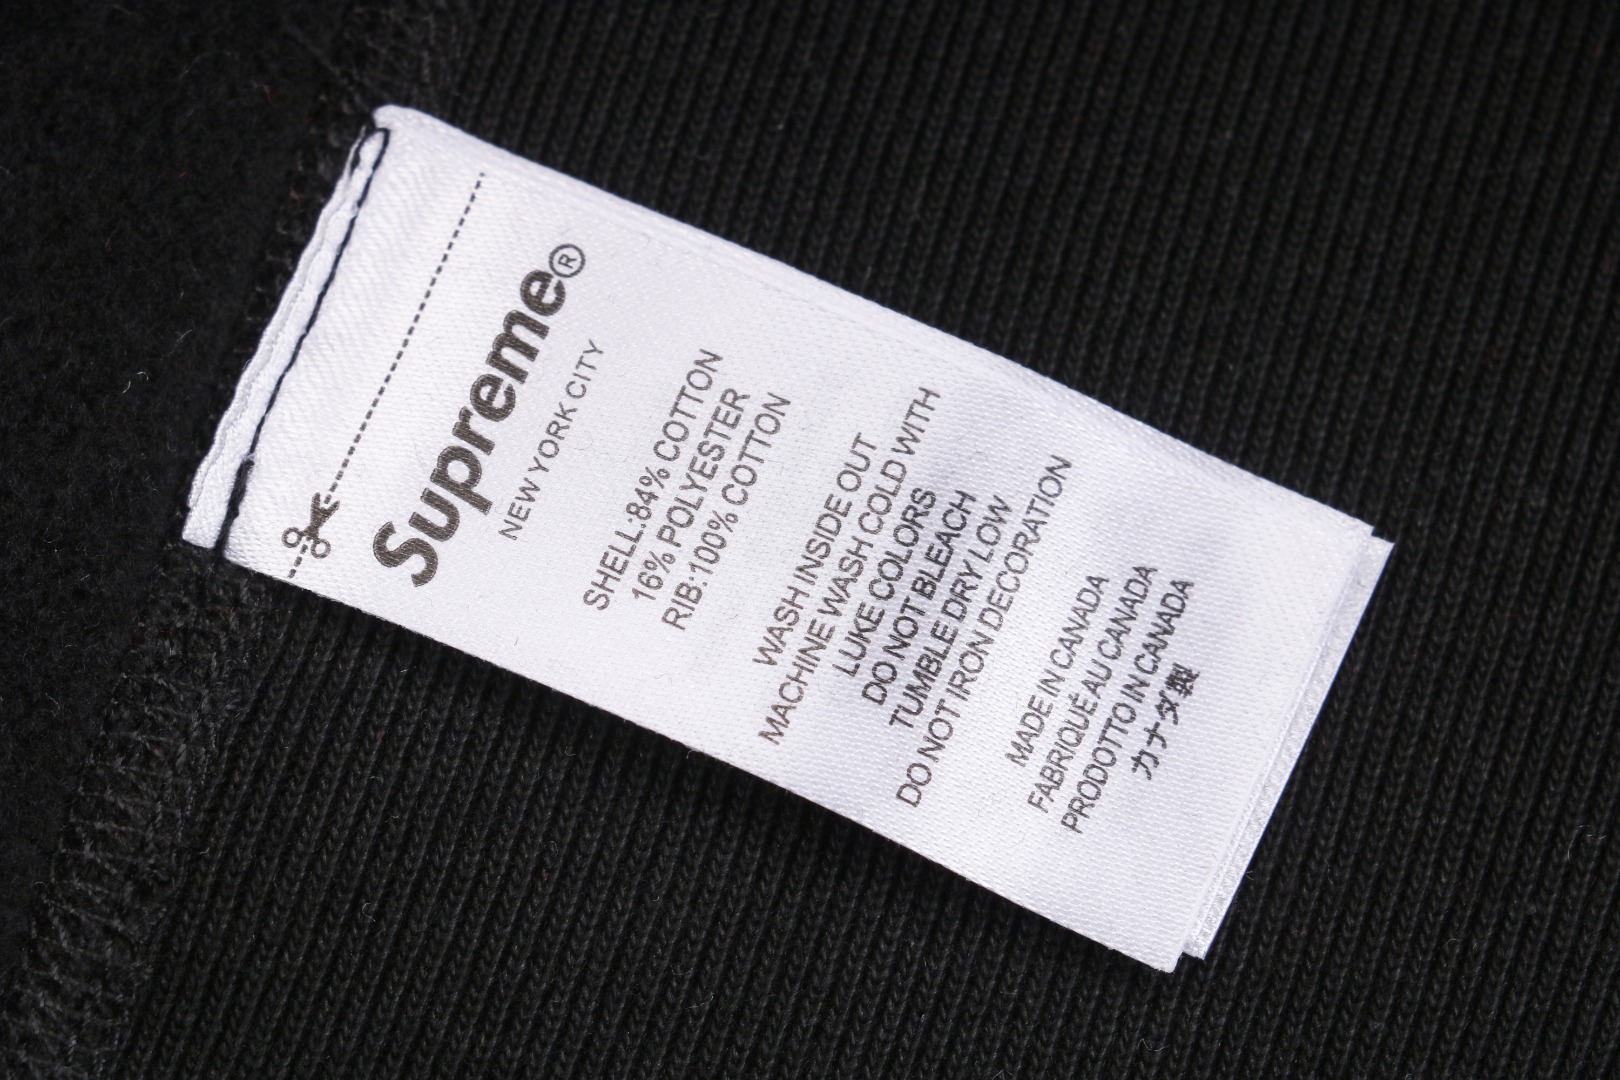 Supreme®
NEW YORK CITY
SHELL:84% COTTON
16% POLYESTER
RIB:100% COTTON
WASH INSIDE OUT
MACHINE WASH COLD WITH
LUKE COLORS
DO NOT BLEACH
TUMBLE DRY LOW
DO NOT IRON DECORATION
MADE IN CANADA
FABRIQUÉ AU CANADA
PRODOTTO IN CANADA
カナダ製